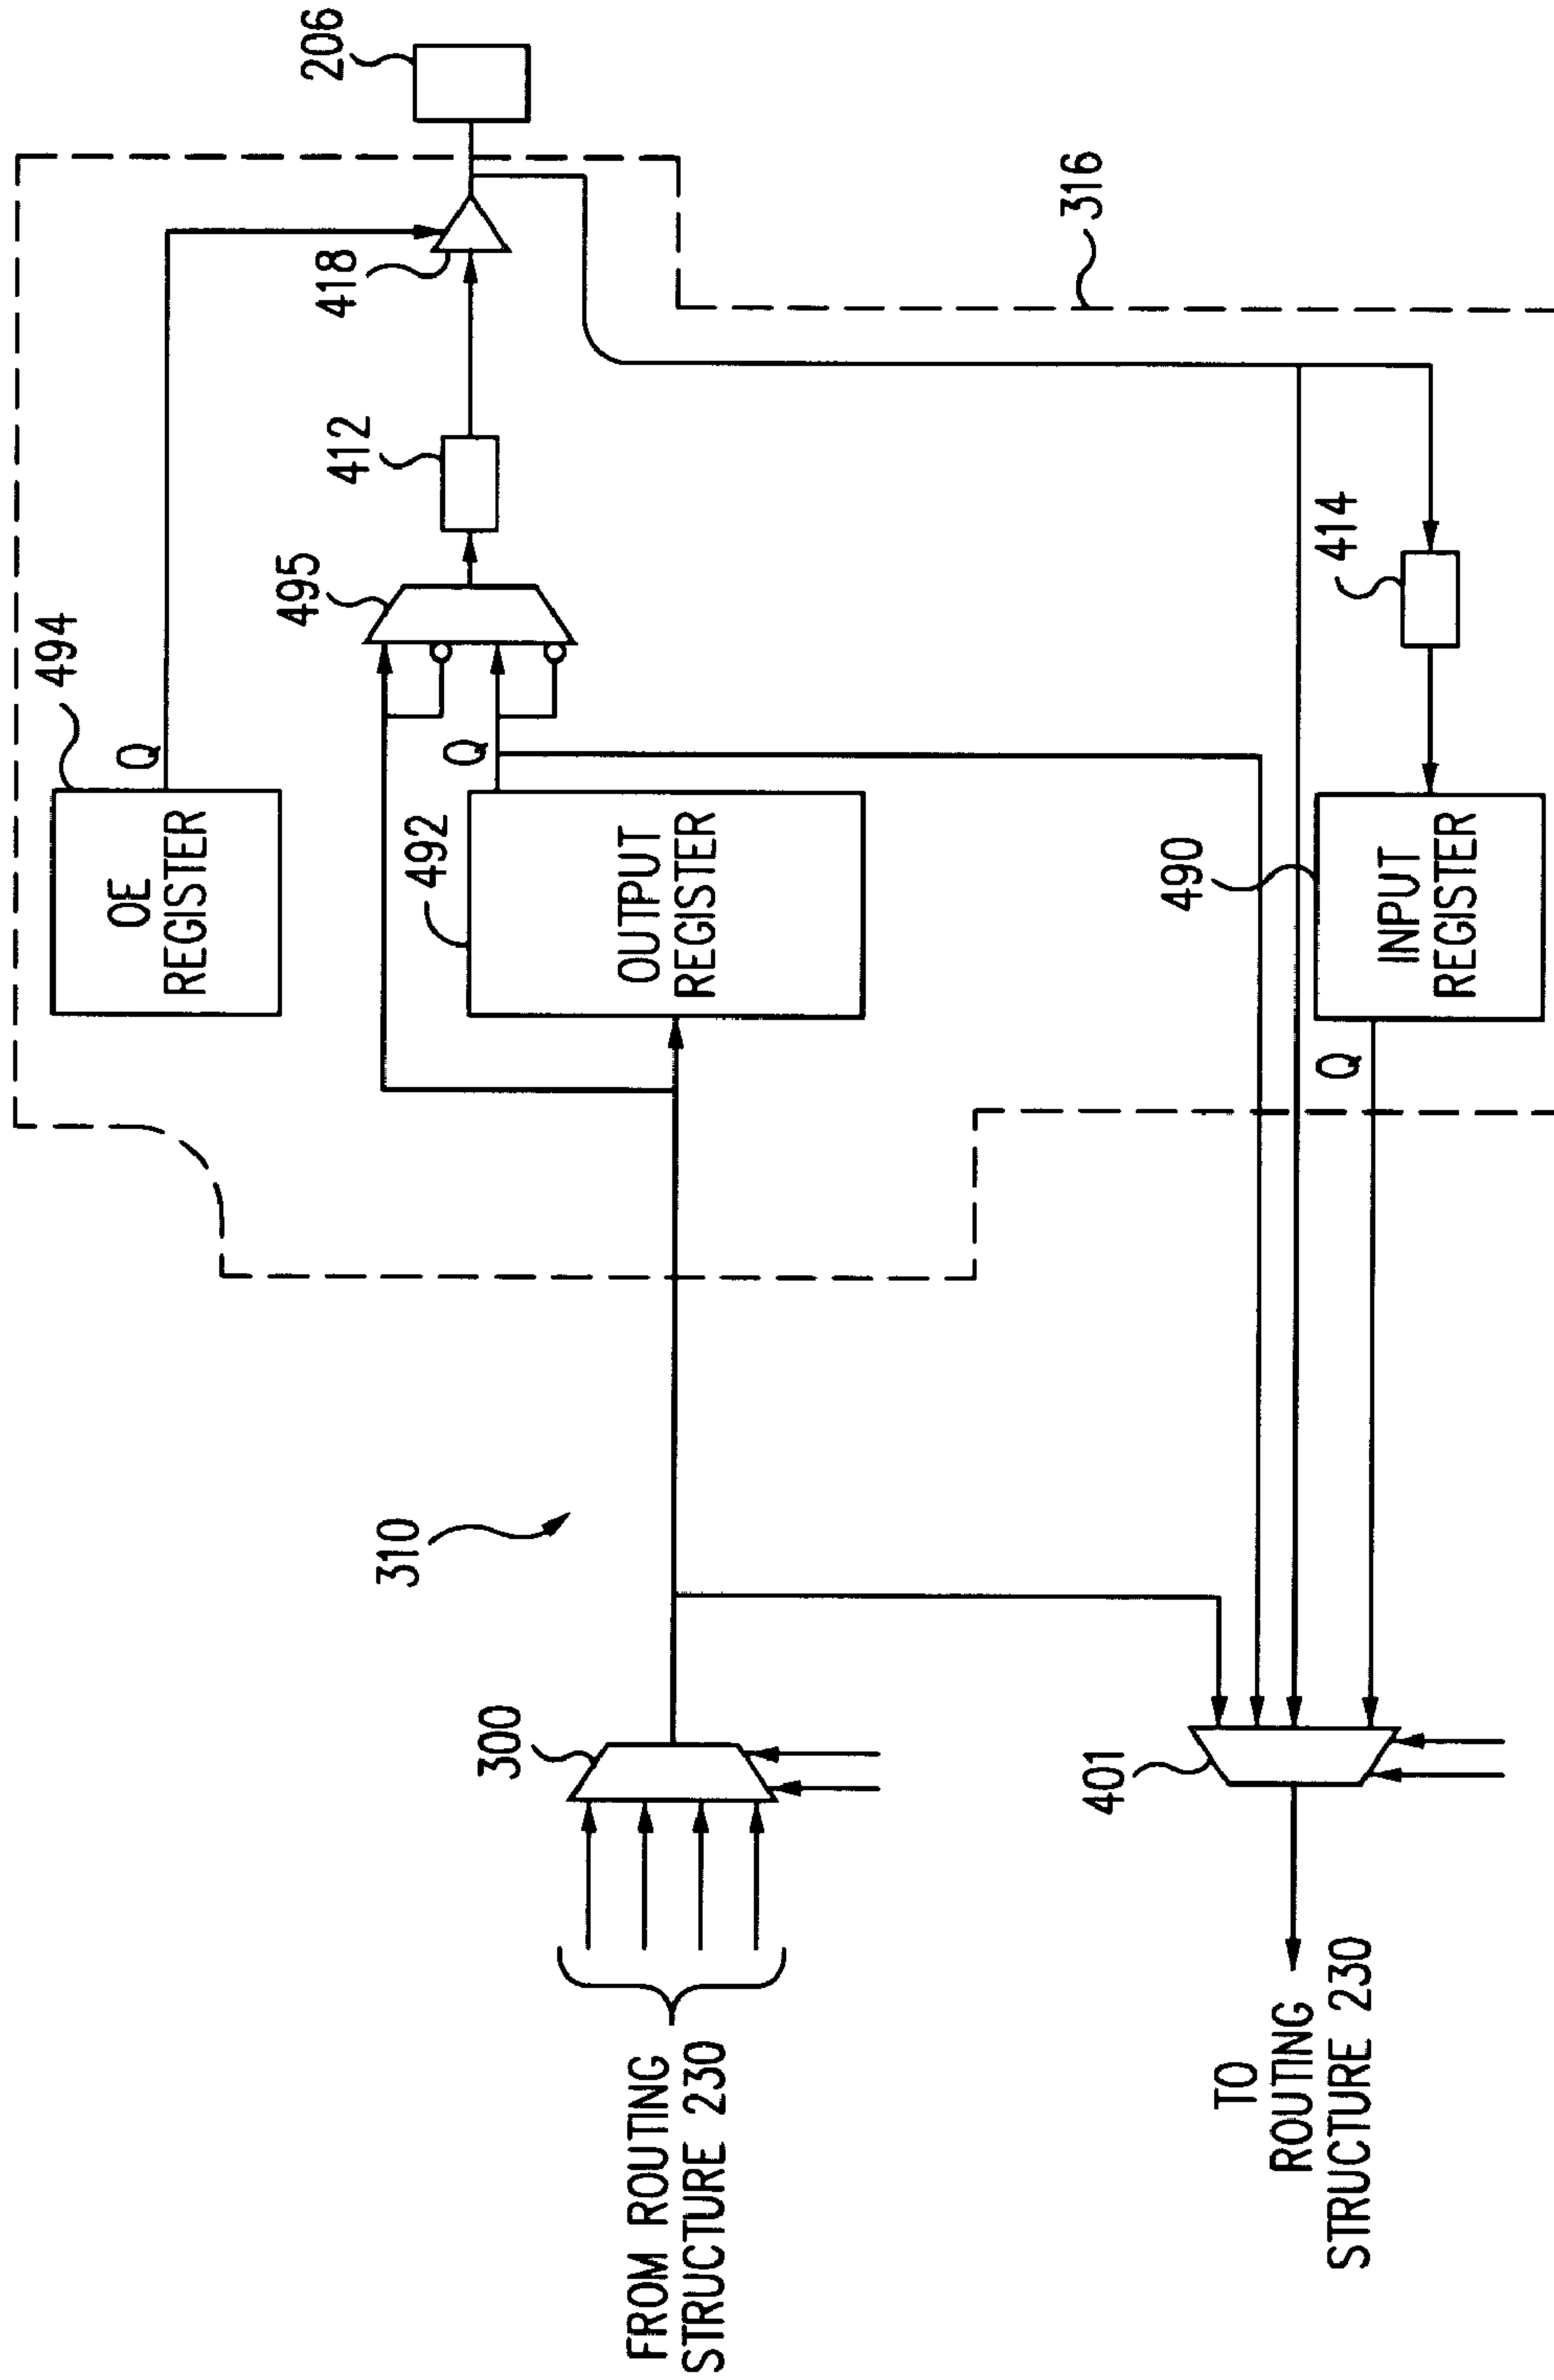 494
Q
OE
REGISTER
495
412
418
206
492
Q
OUTPUT
REGISTER
310
300
FROM ROUTING
STRUCTURE 230
316
414
490
INPUT
REGISTER
Q
401
TO
ROUTING
STRUCTURE 230